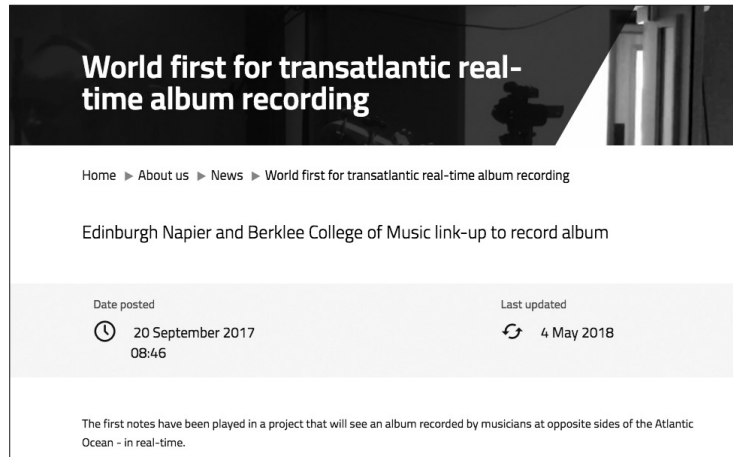 World first for transatlantic real-
time album recording
Home ▶ About us ▶ News ▶ World first for transatlantic real-time album recording
Edinburgh Napier and Berklee College of Music link-up to record album
Date posted
Last updated
20 September 2017
4 May 2018
08:46
The first notes have been played in a project that will see an album recorded by musicians at opposite sides of the Atlantic
Ocean - in real-time.